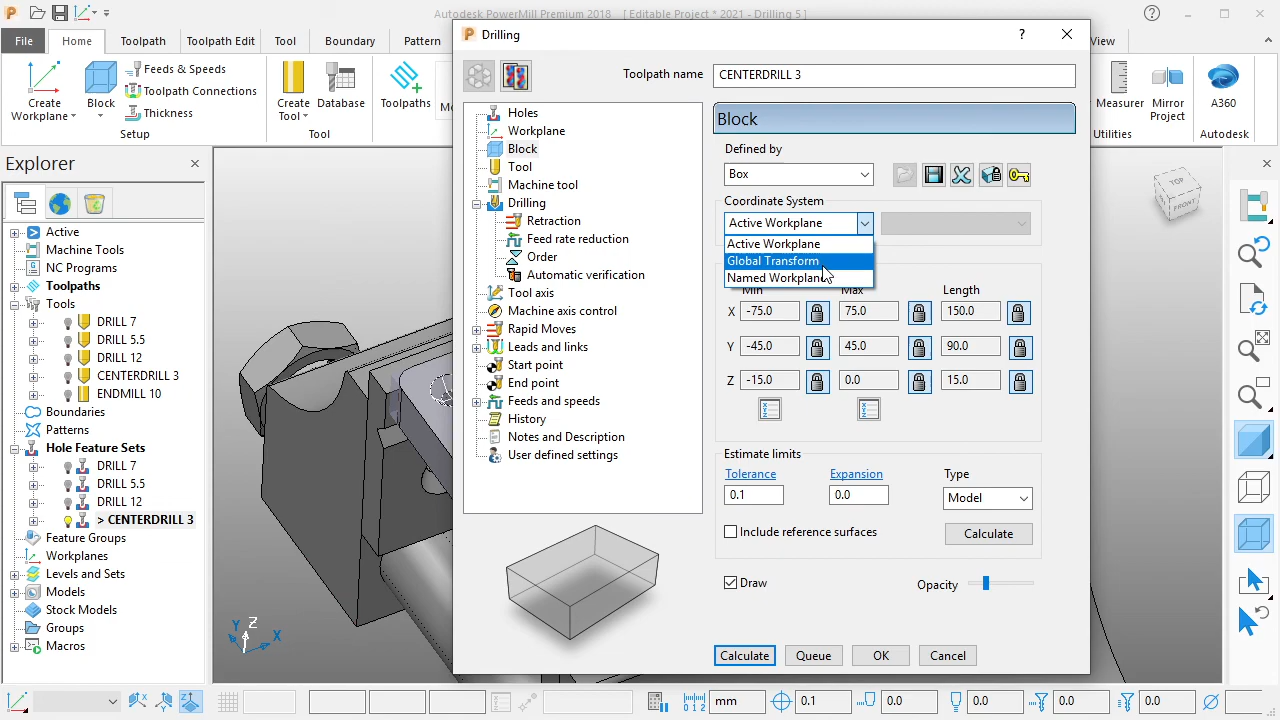 Autodesk PowerMill Premium 2018 [ Editable Project * 2021 - Drilling 5 ]
File
Home
Toolpath
Toolpath Edit
Tool
Boundary
Pattern
View
Create
Workplane
Block
Feeds & Speeds
Toolpath Connections
Thickness
Setup
Create
Tool
Database
Tool
Toolpaths
Measurer
Mirror
Project
Utilities
A360
Autodesk
Explorer
Active
Machine Tools
NC Programs
Toolpaths
Tools
DRILL 7
DRILL 5.5
DRILL 12
CENTERDRILL 3
ENDMILL 10
Boundaries
Patterns
Hole Feature Sets
DRILL 7
DRILL 5.5
DRILL 12
> CENTERDRILL 3
Feature Groups
Workplanes
Levels and Sets
Models
Stock Models
Groups
Macros
Drilling
?
Toolpath name
CENTERDRILL 3
Holes
Workplane
Block
Tool
Machine tool
Drilling
Retraction
Feed rate reduction
Order
Automatic verification
Tool axis
Machine axis control
Rapid Moves
Leads and links
Start point
End point
Feeds and speeds
History
Notes and Description
User defined settings
Block
Defined by
Box
Coordinate System
Active Workplane
Active Workplane
Global Transform
Named Workplane
Min
Max
Length
X -75.0 75.0 150.0
Y -45.0 45.0 90.0
Z -15.0 0.0 15.0
Estimate limits
Tolerance
Expansion
Type
0.1
0.0
Model
Include reference surfaces
Calculate
Draw
Opacity
Calculate
Queue
OK
Cancel
TOP
FRONT
Y Z X
mm
0.1
0.0
0.0
0.0
0.0